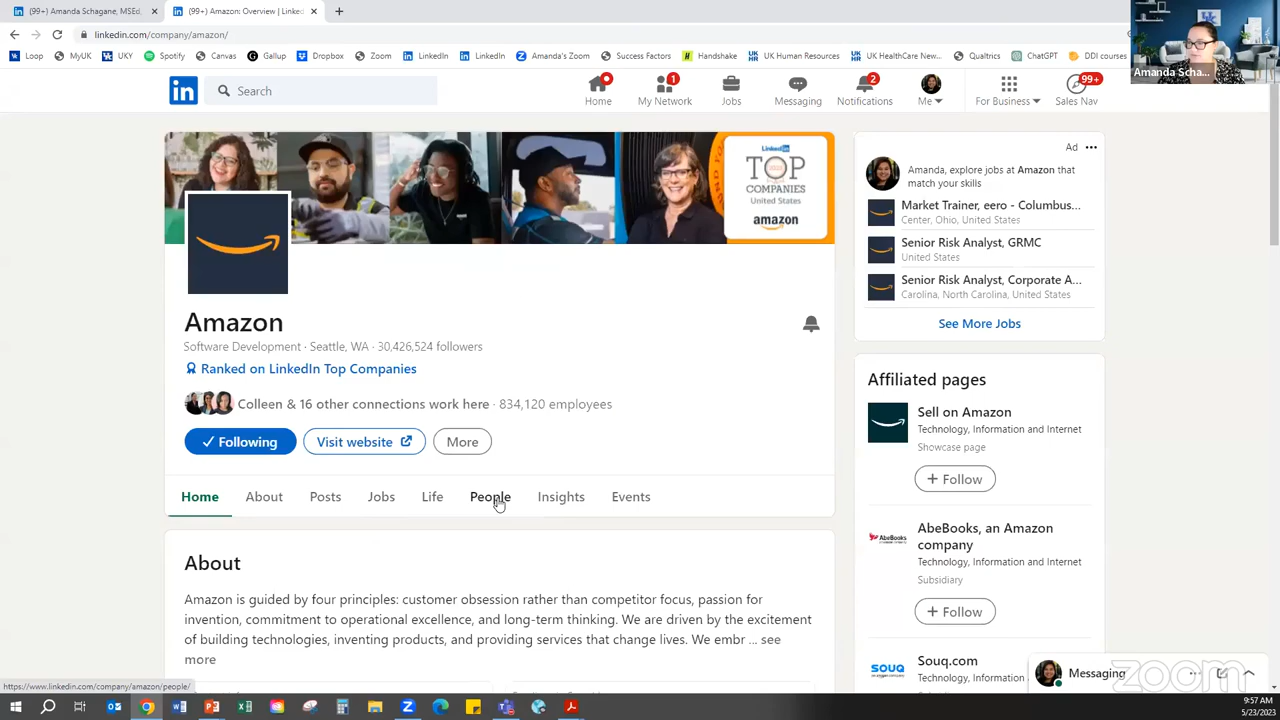 (99+) Amanda Schagane, MSEd,
(99+) Amazon: Overview | Linked
linkedin.com/company/amazon/
Loop
MyUK
UKY
Spotify
Canvas
Gallup
Dropbox
Zoom
LinkedIn
LinkedIn
Amanda's Zoom
Success Factors
Handshake
UK Human Resources
UK HealthCare New...
Qualtrics
ChatGPT
DDI courses
Amanda Scha...
in
Search
Home
1
My Network
Jobs
Messaging
2
Notifications
Me
For Business
99+
Sales Nav
LinkedIn
TOP
COMPANIES
United States
amazon
Amazon
Software Development · Seattle, WA · 30,426,524 followers
Ranked on LinkedIn Top Companies
Colleen & 16 other connections work here · 834,120 employees
Following
Visit website
More
Home
About
Posts
Jobs
Life
People
Insights
Events
About
Amazon is guided by four principles: customer obsession rather than competitor focus, passion for
invention, commitment to operational excellence, and long-term thinking. We are driven by the excitement
of building technologies, inventing products, and providing services that change lives. We embr ... see
more
Ad
Amanda, explore jobs at Amazon that
match your skills
Market Trainer, eero - Columbus...
Center, Ohio, United States
Senior Risk Analyst, GRMC
United States
Senior Risk Analyst, Corporate A...
Carolina, North Carolina, United States
See More Jobs
Affiliated pages
Sell on Amazon
Technology, Information and Internet
Showcase page
+ Follow
AbeBooks
AbeBooks, an Amazon
company
Technology, Information and Internet
Subsidiary
+ Follow
souq
Souq.com
Technology, Information
Messaging
zoom
https://www.linkedin.com/company/amazon/people/
9:57 AM
5/23/2023